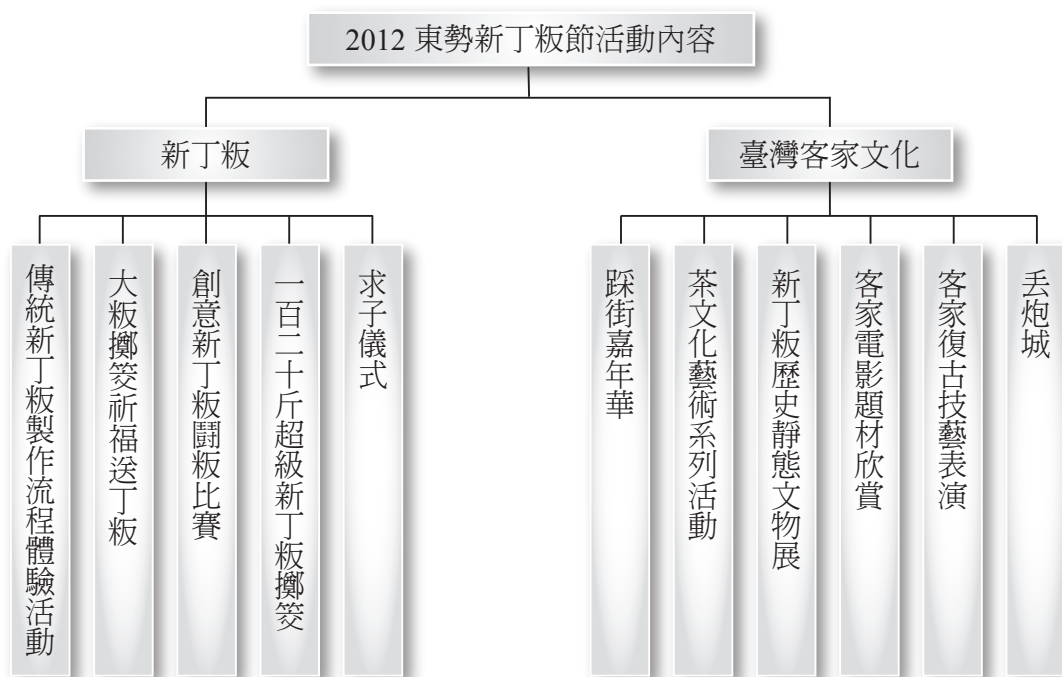 2012 東勢新丁粄節活動內容
新丁粄
臺灣客家文化
傳統新丁粄製作流程體驗活動
大粄擲筊祈福送丁粄
創意新丁粄鬪粄比賽
一百二十斤超級新丁粄擲筊
求子儀式
踩街嘉年華
茶文化藝術系列活動
新丁粄歷史靜態文物展
客家電影題材欣賞
客家復古技藝表演
丟炮城